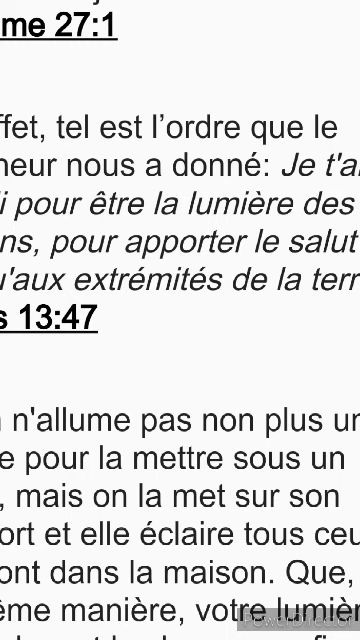 me 27:1
ffet, tel est l’ordre que le
neur nous a donné: Je t'ai
li pour être la lumière des
ns, pour apporter le salut
u'aux extrémités de la terr
s 13:47
n n'allume pas non plus un
e pour la mettre sous un
, mais on la met sur son
ort et elle éclaire tous ceu
ont dans la maison. Que,
ême manière, votre lumièr